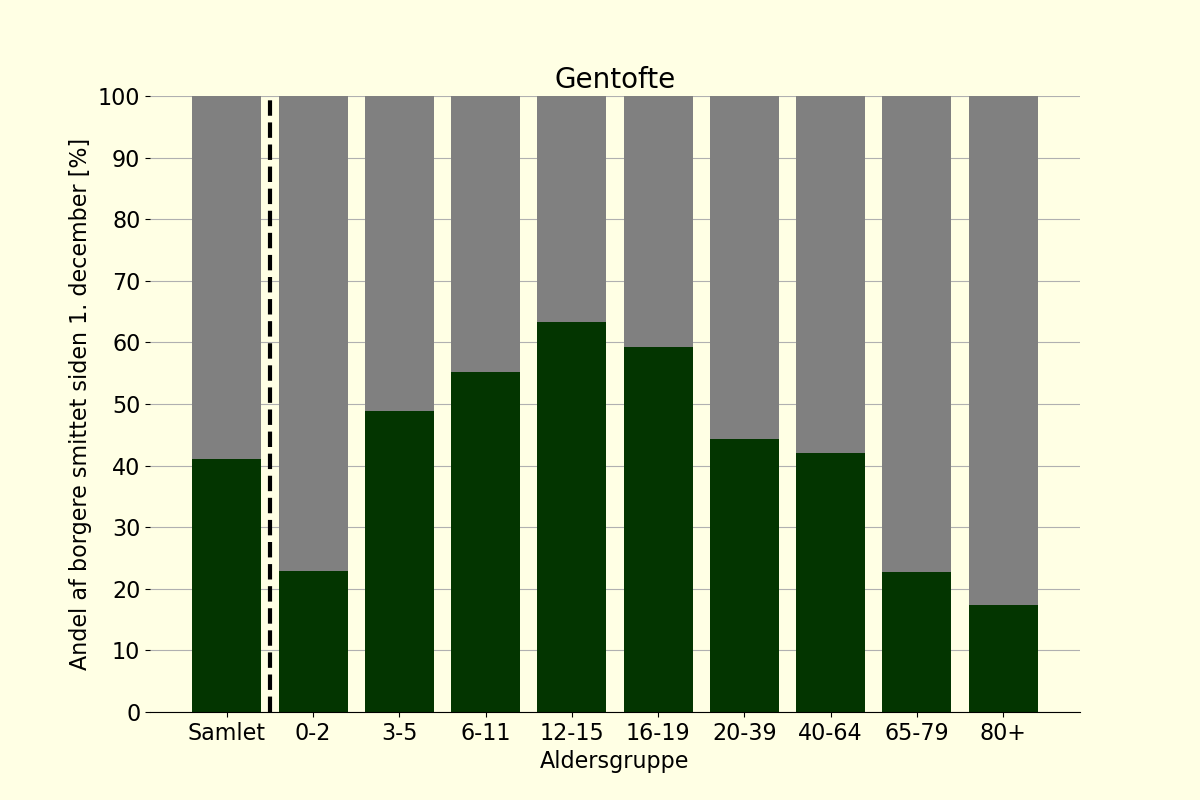 Gentofte
Andel af borgere smittet siden 1. december [%]
100
90
80
70
60
50
40
30
20
10
0
Samlet 0-2 3-5 6-11 12-15 16-19 20-39 40-64 65-79 80+
Aldersgruppe